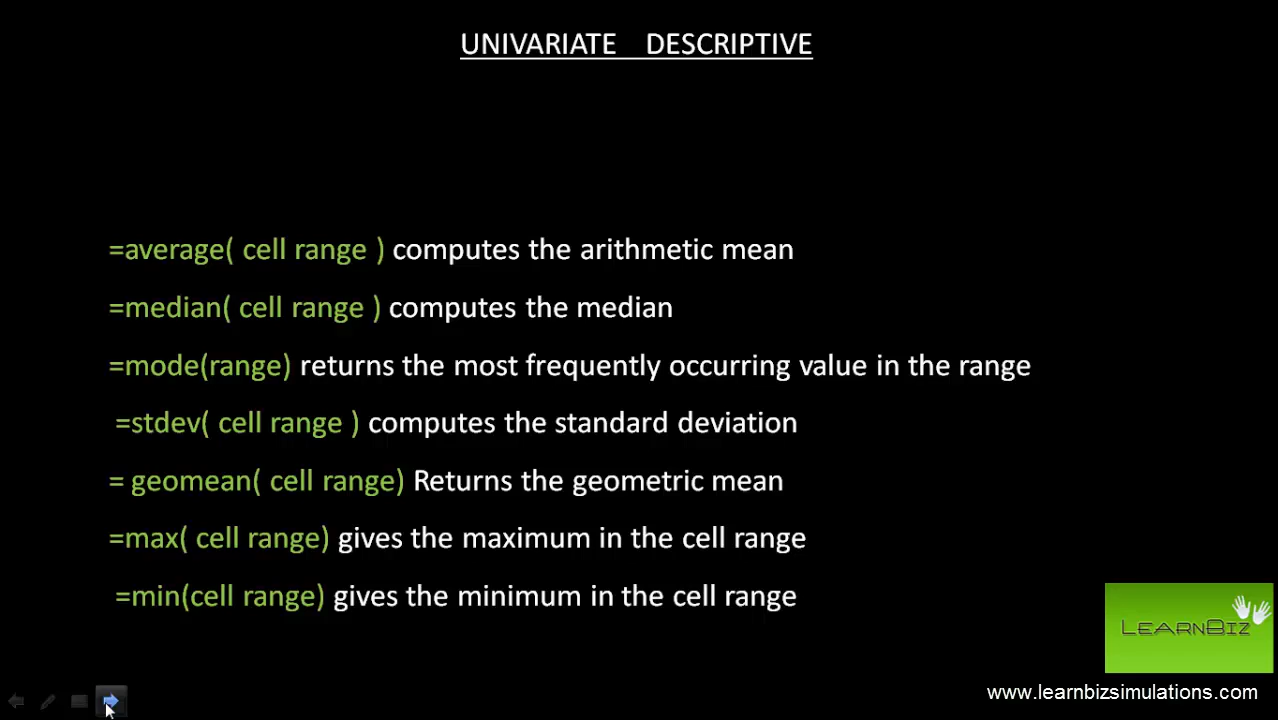 UNIVARIATE DESCRIPTIVE
=average( cell range ) computes the arithmetic mean
=median( cell range ) computes the median
=mode(range) returns the most frequently occurring value in the range
=stdev( cell range ) computes the standard deviation
= geomean( cell range) Returns the geometric mean
=max( cell range) gives the maximum in the cell range
=min(cell range) gives the minimum in the cell range
LEARNBIZ
www.learnbizsimulations.com